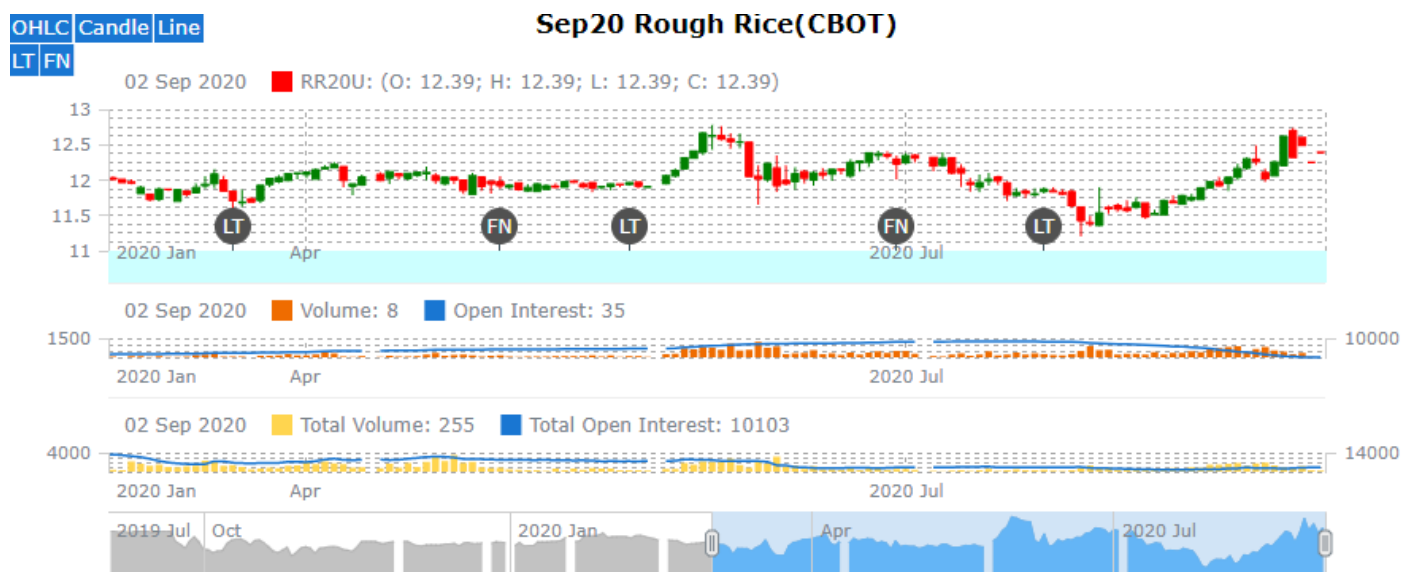 OHLC Candle Line
Sep20 Rough Rice(CBOT)
LT FN
02 Sep 2020 RR20U: (O: 12.39; H: 12.39; L: 12.39; C: 12.39)
13
12.5
12
11.5
11
LT FN LT FN LT
2020 Jan Apr 2020 Jul
02 Sep 2020 Volume: 8 Open Interest: 35
1500 10000
2020 Jan Apr 2020 Jul
02 Sep 2020 Total Volume: 255 Total Open Interest: 10103
4000 14000
2020 Jan Apr 2020 Jul
2019 Jul Oct 2020 Jan Apr 2020 Jul